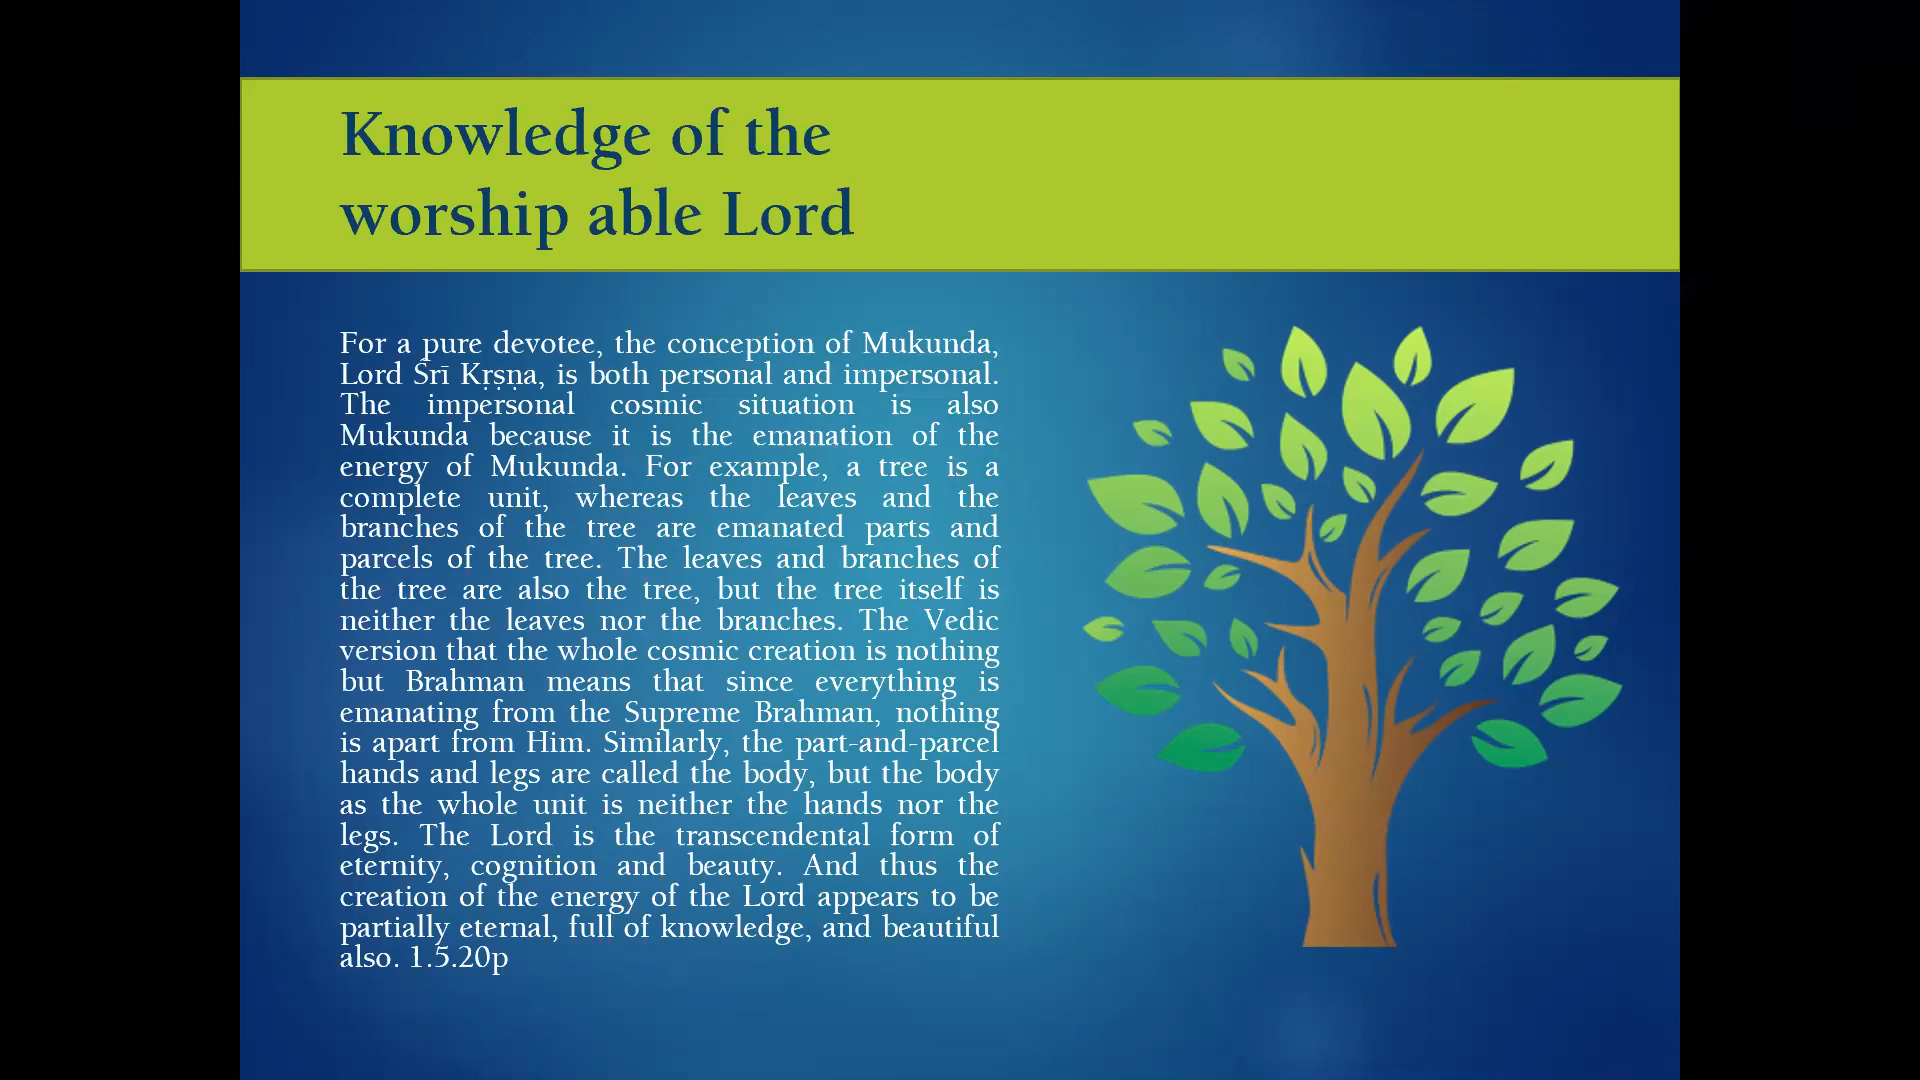 Knowledge of the
worship able Lord
For a pure devotee, the conception of Mukunda,
Lord Śrī Kṛṣṇa, is both personal and impersonal.
The impersonal cosmic situation is also
Mukunda because it is the emanation of the
energy of Mukunda. For example, a tree is a
complete unit, whereas the leaves and the
branches of the tree are emanated parts and
parcels of the tree. The leaves and branches of
the tree are also the tree, but the tree itself is
neither the leaves nor the branches. The Vedic
version that the whole cosmic creation is nothing
but Brahman means that since everything is
emanating from the Supreme Brahman, nothing
is apart from Him. Similarly, the part-and-parcel
hands and legs are called the body, but the body
as the whole unit is neither the hands nor the
legs. The Lord is the transcendental form of
eternity, cognition and beauty. And thus the
creation of the energy of the Lord appears to be
partially eternal, full of knowledge, and beautiful
also. 1.5.20p